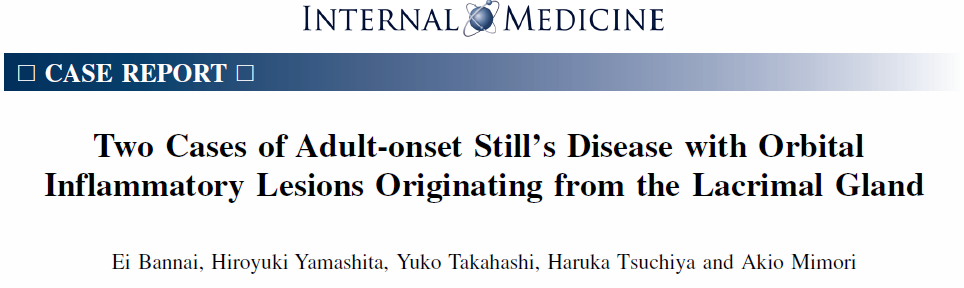 INTERNAL MEDICINE
□ CASE REPORT □
Two Cases of Adult-onset Still’s Disease with Orbital
Inflammatory Lesions Originating from the Lacrimal Gland
Ei Bannai, Hiroyuki Yamashita, Yuko Takahashi, Haruka Tsuchiya and Akio Mimori